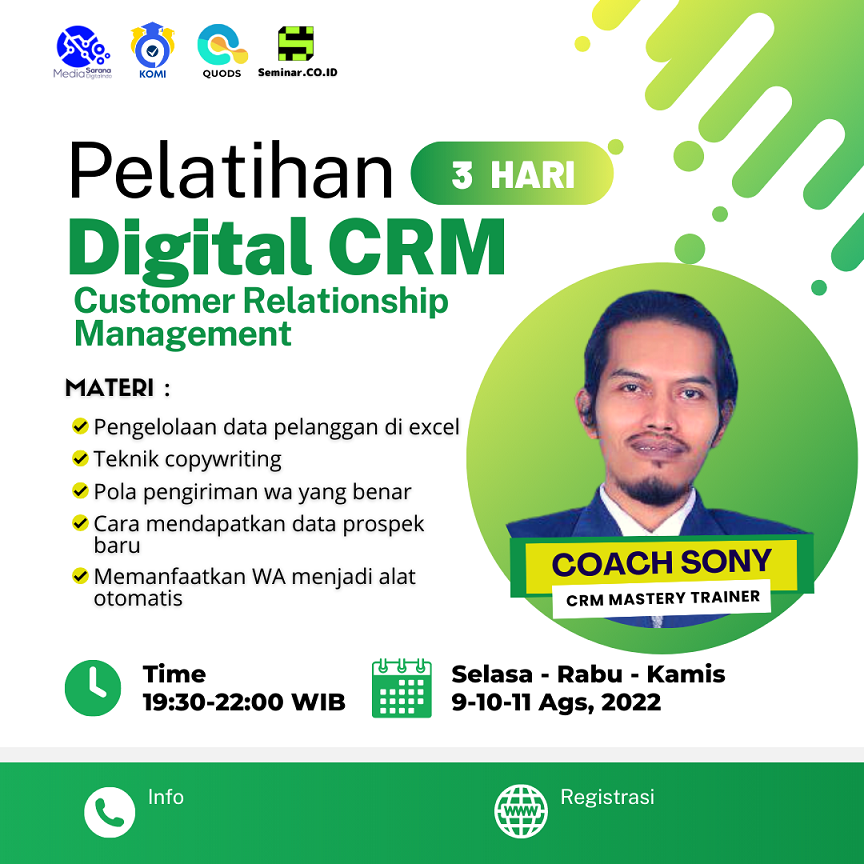 Media Sarana Digitalindo
KOMI
QUODS
Seminar.CO.ID
Pelatihan
3 HARI
Digital CRM
Customer Relationship
Management
MATERI :
Pengelolaan data pelanggan di excel
Teknik copywriting
Pola pengiriman wa yang benar
Cara mendapatkan data prospek
baru
Memanfaatkan WA menjadi alat
otomatis
COACH SONY
CRM MASTERY TRAINER
Time
19:30-22:00 WIB
Selasa - Rabu - Kamis
9-10-11 Ags, 2022
Info
WWW
Registrasi